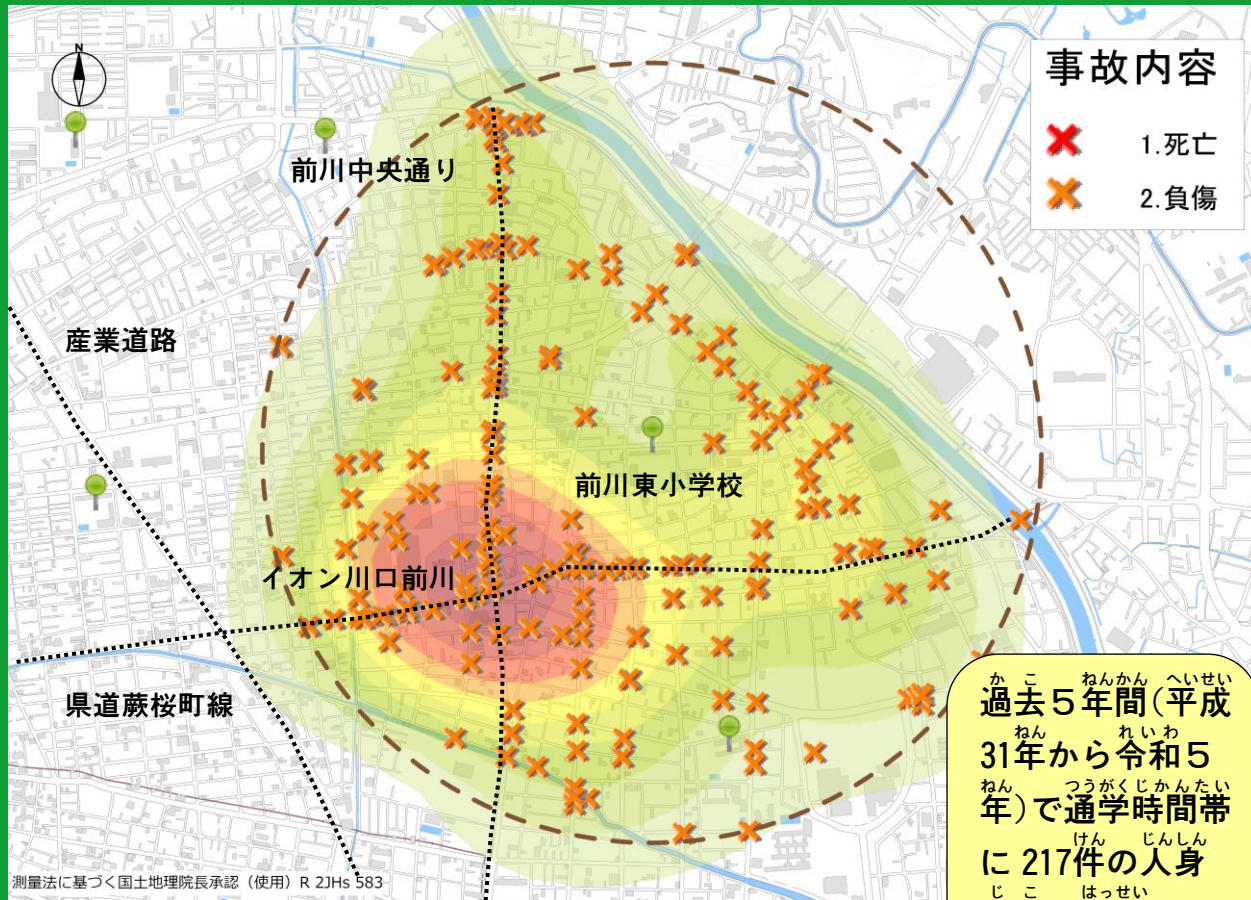 N
事故内容
1.死亡
2.負傷
前川中央通り
産業道路
前川東小学校
イオン川口前川
県道蕨桜町線
過去5年間(平成
かこ ねんかん へいせい
31年から令和5
ねん れいわ
年)で通学時間帯
ねん つうがくじかんたい
に217件の人身
けん じんしん
じこ はっせい
測量法に基づく国土地理院長承認(使用)R 2JHs 583